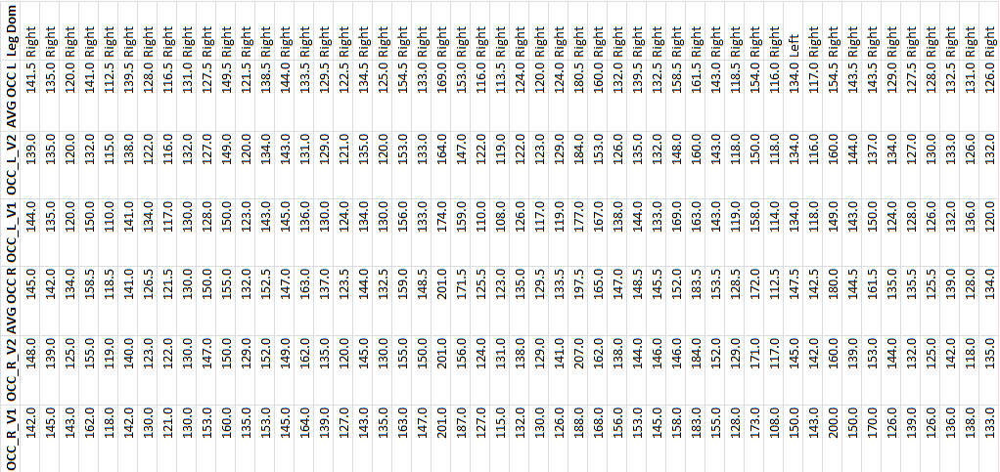 OCC_R_V1 OCC_R_V2 AVG OCC R OCC_L_V1 OCC_L_V2 AVG OCC L Leg Dom
142.0 148.0 145.0 144.0 139.0 141.5 Right
145.0 139.0 142.0 135.0 135.0 135.0 Right
143.0 125.0 134.0 120.0 120.0 120.0 Right
162.0 155.0 158.5 150.0 132.0 141.0 Right
118.0 119.0 118.5 110.0 115.0 112.5 Right
142.0 140.0 141.0 141.0 138.0 139.5 Right
130.0 123.0 126.5 134.0 122.0 128.0 Right
121.0 122.0 121.5 117.0 116.0 116.5 Right
130.0 130.0 130.0 130.0 132.0 131.0 Right
153.0 147.0 150.0 128.0 127.0 127.5 Right
160.0 150.0 155.0 150.0 149.0 149.5 Right
135.0 129.0 132.0 123.0 120.0 121.5 Right
153.0 152.0 152.5 143.0 134.0 138.5 Right
145.0 149.0 147.0 145.0 143.0 144.0 Right
164.0 162.0 163.0 136.0 131.0 133.5 Right
139.0 135.0 137.0 130.0 129.0 129.5 Right
127.0 120.0 123.5 124.0 121.0 122.5 Right
143.0 145.0 144.0 134.0 135.0 134.5 Right
135.0 130.0 132.5 130.0 120.0 125.0 Right
163.0 155.0 159.0 156.0 153.0 154.5 Right
147.0 150.0 148.5 133.0 133.0 133.0 Right
201.0 201.0 201.0 174.0 164.0 169.0 Right
187.0 156.0 171.5 159.0 147.0 153.0 Right
127.0 124.0 125.5 110.0 122.0 116.0 Right
115.0 131.0 123.0 108.0 119.0 113.5 Right
132.0 138.0 135.0 126.0 122.0 124.0 Right
130.0 129.0 129.5 117.0 123.0 120.0 Right
126.0 141.0 133.5 119.0 129.0 124.0 Right
188.0 207.0 197.5 177.0 184.0 180.5 Right
168.0 162.0 165.0 167.0 153.0 160.0 Right
156.0 138.0 147.0 138.0 126.0 132.0 Right
153.0 144.0 148.5 144.0 135.0 139.5 Right
145.0 146.0 145.5 133.0 132.0 132.5 Right
158.0 146.0 152.0 169.0 148.0 158.5 Right
183.0 184.0 183.5 163.0 160.0 161.5 Right
155.0 152.0 153.5 143.0 143.0 143.0 Right
128.0 129.0 128.5 119.0 118.0 118.5 Right
173.0 171.0 172.0 158.0 150.0 154.0 Right
108.0 117.0 112.5 114.0 118.0 116.0 Right
150.0 145.0 147.5 134.0 134.0 134.0 Left
143.0 142.0 142.5 118.0 116.0 117.0 Right
200.0 160.0 180.0 149.0 160.0 154.5 Right
150.0 139.0 144.5 143.0 144.0 143.5 Right
170.0 153.0 161.5 150.0 137.0 143.5 Right
126.0 144.0 135.0 124.0 134.0 129.0 Right
139.0 132.0 135.5 128.0 127.0 127.5 Right
126.0 125.0 125.5 126.0 130.0 128.0 Right
136.0 142.0 139.0 132.0 133.0 132.5 Right
138.0 118.0 128.0 136.0 126.0 131.0 Right
133.0 135.0 134.0 120.0 132.0 126.0 Right